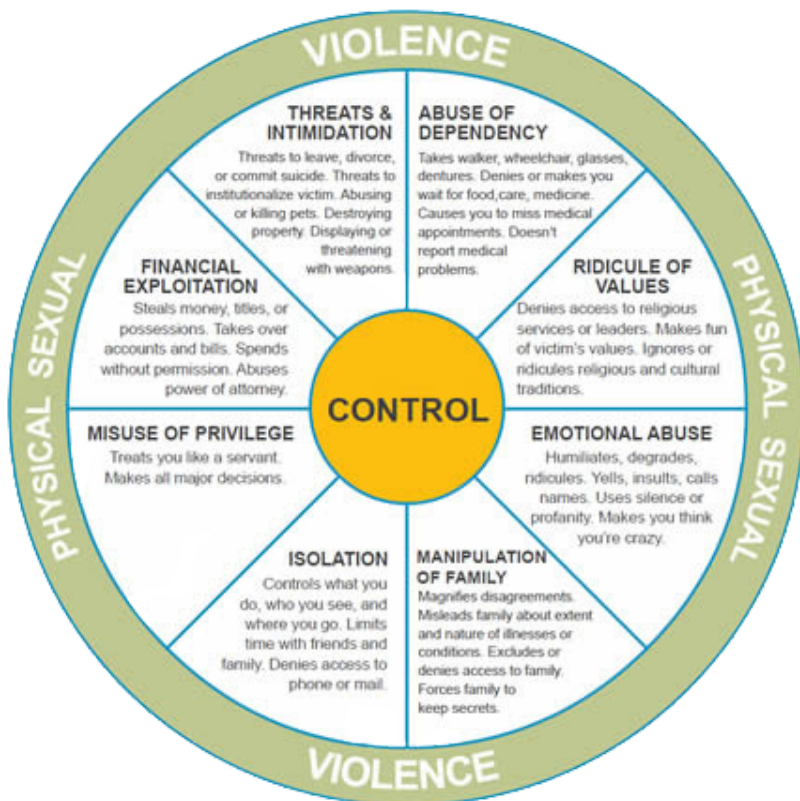 VIOLENCE
THREATS &
INTIMIDATION
Threats to leave, divorce,
or commit suicide. Threats to
institutionalize victim. Abusing
or killing pets. Destroying
property. Displaying or
threatening
with weapons.
ABUSE OF
DEPENDENCY
Takes walker, wheelchair, glasses,
dentures. Denies or makes you
wait for food,care, medicine.
Causes you to miss medical
appointments. Doesn't
report medical
problems.
RIDICULE OF
VALUES
Denies access to religious
services or leaders. Makes fun
of victim's values. Ignores or
ridicules religious and cultural
traditions.
EMOTIONAL ABUSE
Humiliates, degrades,
ridicules. Yells, insults, calls
names. Uses silence or
profanity. Makes you think
you're crazy.
MANIPULATION
OF FAMILY
Magnifies disagreements.
Misleads family about extent
and nature of illnesses or
conditions. Excludes or
denies access to family.
Forces family to
keep secrets.
ISOLATION
Controls what you
do, who you see, and
where you go. Limits
time with friends and
family. Denies access to
phone or mail.
MISUSE OF PRIVILEGE
Treats you like a servant.
Makes all major decisions.
FINANCIAL
EXPLOITATION
Steals money, titles, or
possessions. Takes over
accounts and bills. Spends
without permission. Abuses
power of attorney.
CONTROL
PHYSICAL SEXUAL
PHYSICAL SEXUAL
VIOLENCE